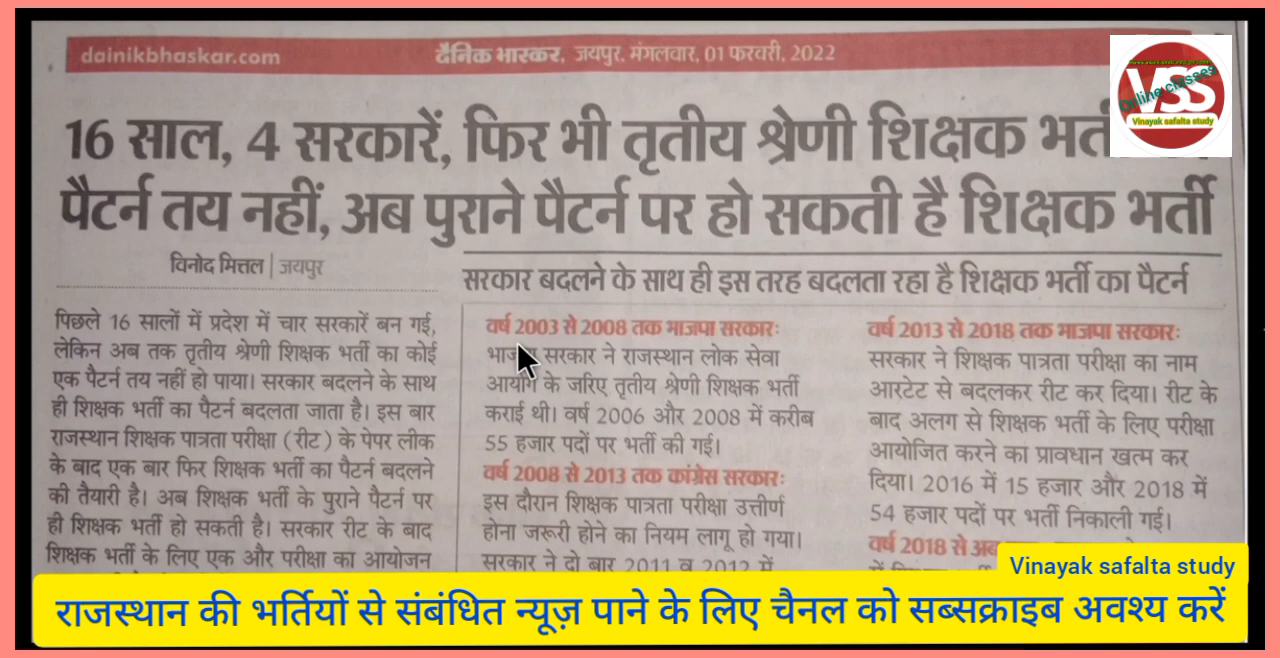 dainikbhaskar.com
दैनिक भास्कर, जयपुर, मंगलवार, 01 फरवरी, 2022
VSS
Online classes
Vinayak safalta study
16 साल, 4 सरकारें, फिर भी तृतीय श्रेणी शिक्षक
पैटर्न तय नहीं, अब पुराने पैटर्न पर हो सकती है शिक्षक भर्ती
विनोद मित्तल | जयपुर
सरकार बदलने के साथ ही इस तरह बदलता रहा है शिक्षक भर्ती का पैटर्न
पिछले 16 सालों में प्रदेश में चार सरकारें बन गई,
लेकिन अब तक तृतीय श्रेणी शिक्षक भर्ती का कोई
एक पैटर्न तय नहीं हो पाया। सरकार बदलने के साथ
ही शिक्षक भर्ती का पैटर्न बदलता जाता है। इस बार
राजस्थान शिक्षक पात्रता परीक्षा (रीट) के पेपर लीक
के बाद एक बार फिर शिक्षक भर्ती का पैटर्न बदलने
की तैयारी है। अब शिक्षक भर्ती के पुराने पैटर्न पर
ही शिक्षक भर्ती हो सकती है। सरकार रीट के बाद
शिक्षक भर्ती के लिए एक और परीक्षा का आयोजन
वर्ष 2003 से 2008 तक भाजपा सरकारः
सरकार ने राजस्थान लोक सेवा
आयोग के जरिए तृतीय श्रेणी शिक्षक भर्ती
कराई थी। वर्ष 2006 और 2008 में करीब
55 हजार पदों पर भर्ती की गई।
वर्ष 2008 से 2013 तक कांग्रेस सरकारः
इस दौरान शिक्षक पात्रता परीक्षा उत्तीर्ण
होना जरूरी होने का नियम लागू हो गया।
सरकार ने दो बार 2011 व 2012 में
वर्ष 2013 से 2018 तक भाजपा सरकारः
सरकार ने शिक्षक पात्रता परीक्षा का नाम
आरटेट से बदलकर रीट कर दिया। रीट के
बाद अलग से शिक्षक भर्ती के लिए परीक्षा
आयोजित करने का प्रावधान खत्म कर
दिया। 2016 में 15 हजार और 2018 में
54 हजार पदों पर भर्ती निकाली गई।
वर्ष 2018 से अब
Vinayak safalta study
राजस्थान की भर्तियों से संबंधित न्यूज़ पाने के लिए चैनल को सब्सक्राइब अवश्य करें